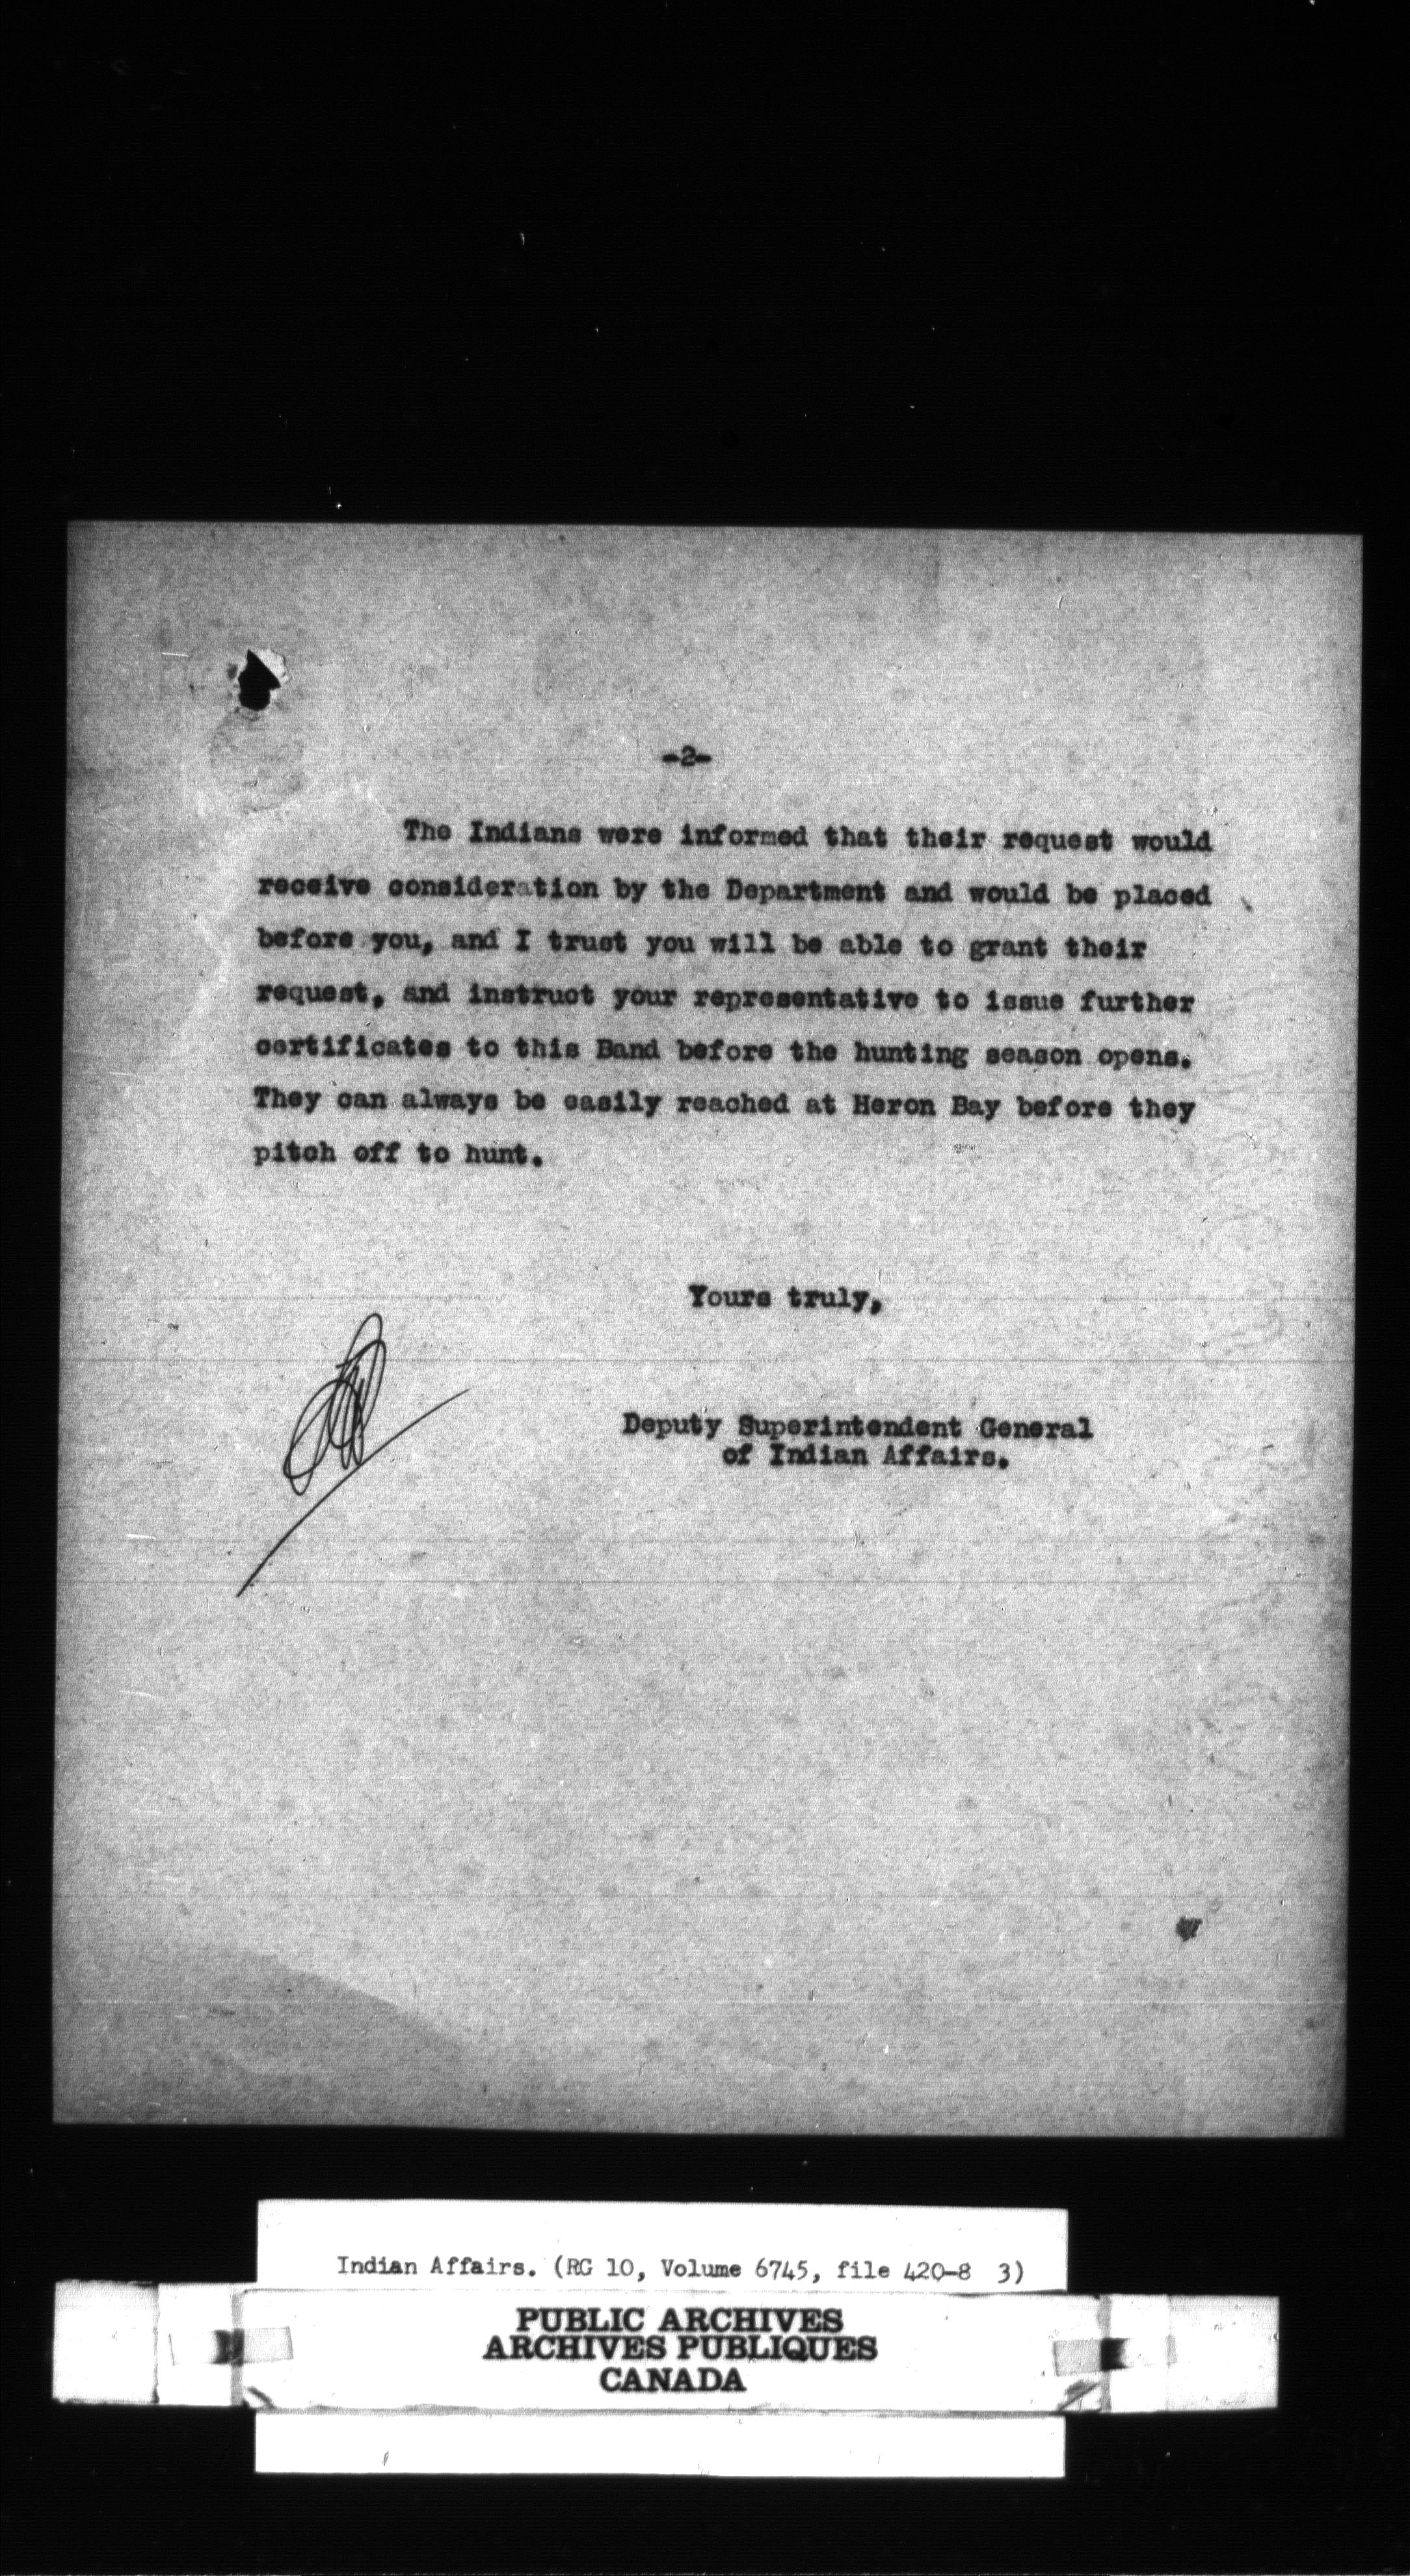 -2-
The Indians were informed that their request would
receive consideration by the Department and would be placed
before you, and I trust you will be able to grant their
request, and instruct your representative to issue further
certificates to this Band before the hunting season opens.
They can always be easily reached at Heron Bay before they
pitch off to hunt.
Yours truly,
Deputy Superintendent General
of Indian Affairs.
Indian Affairs. (RG 10, Volume 6745, file 420-8 3)
PUBLIC ARCHIVES
ARCHIVES PUBLIQUES
CANADA